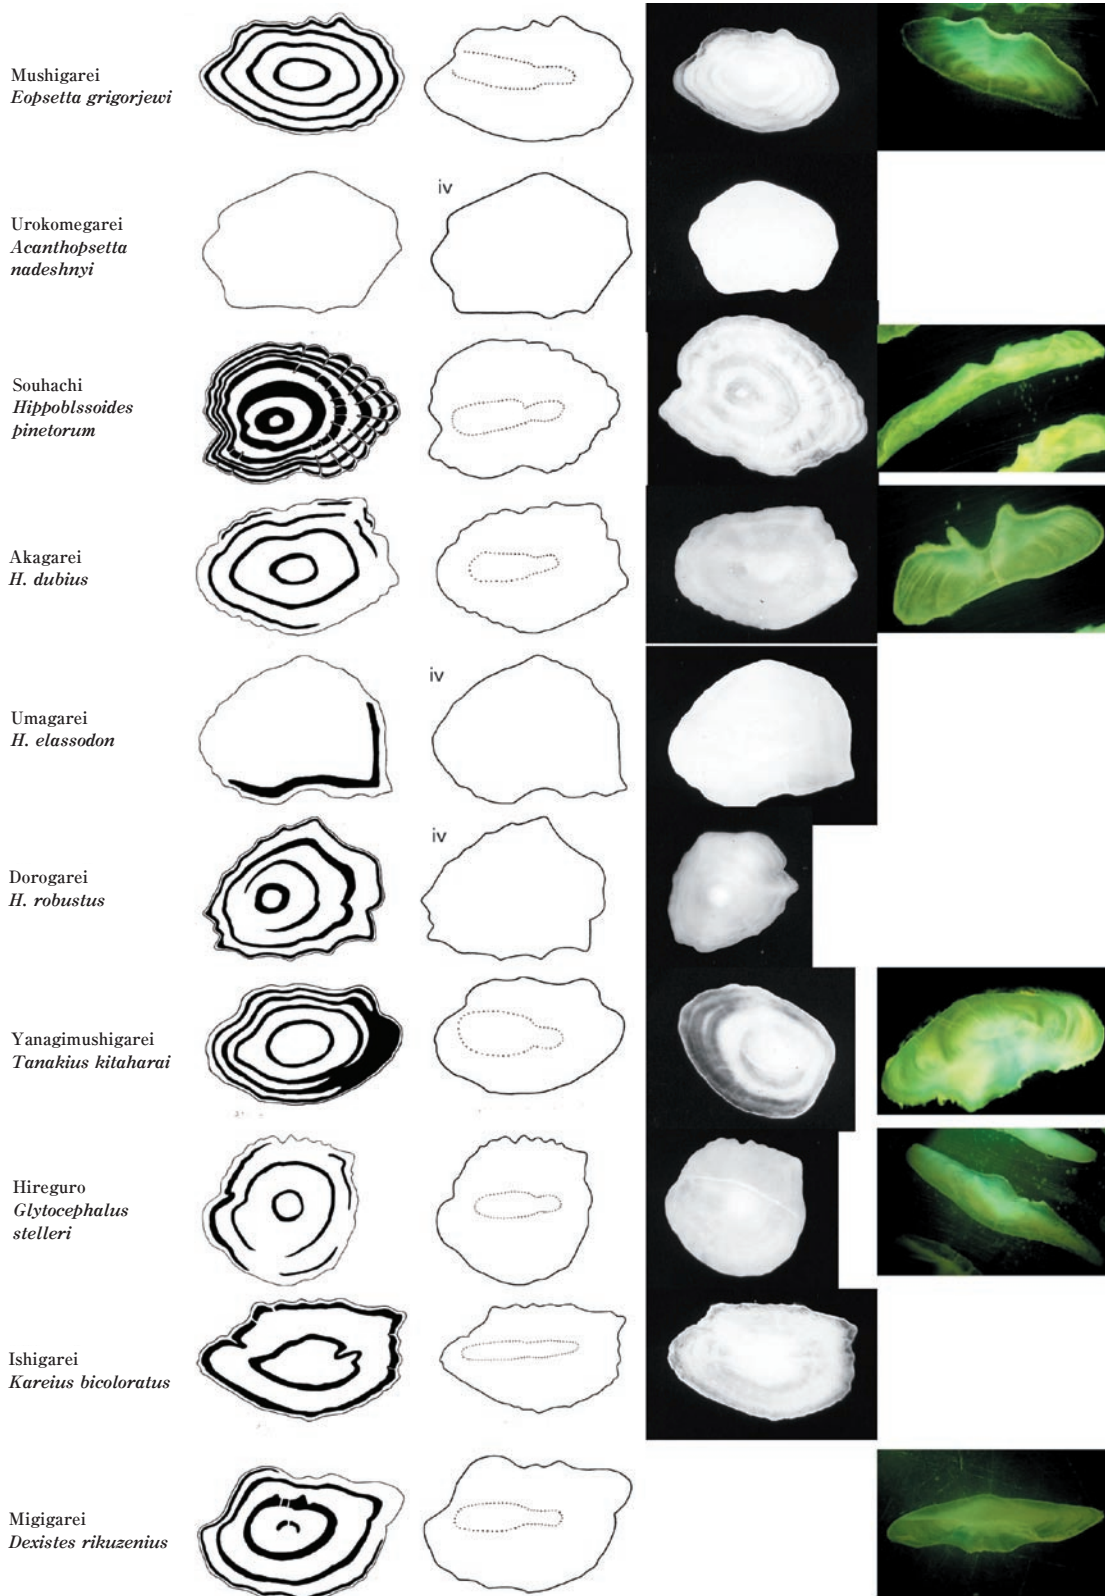 Mushigarei
Eopsetta grigorjewi
Urokomegarei
Acanthopsetta
nadeshnyi
iv
Souhachi
Hippoblssoides
pinetorum
Akagarei
H. dubius
Umagarei
H. elassodon
iv
Dorogarei
H. robustus
iv
Yanagimushigarei
Tanakius kitaharai
Hireguro
Glytocephalus
stelleri
Ishigarei
Kareius bicoloratus
Migigarei
Dexistes rikuzenius